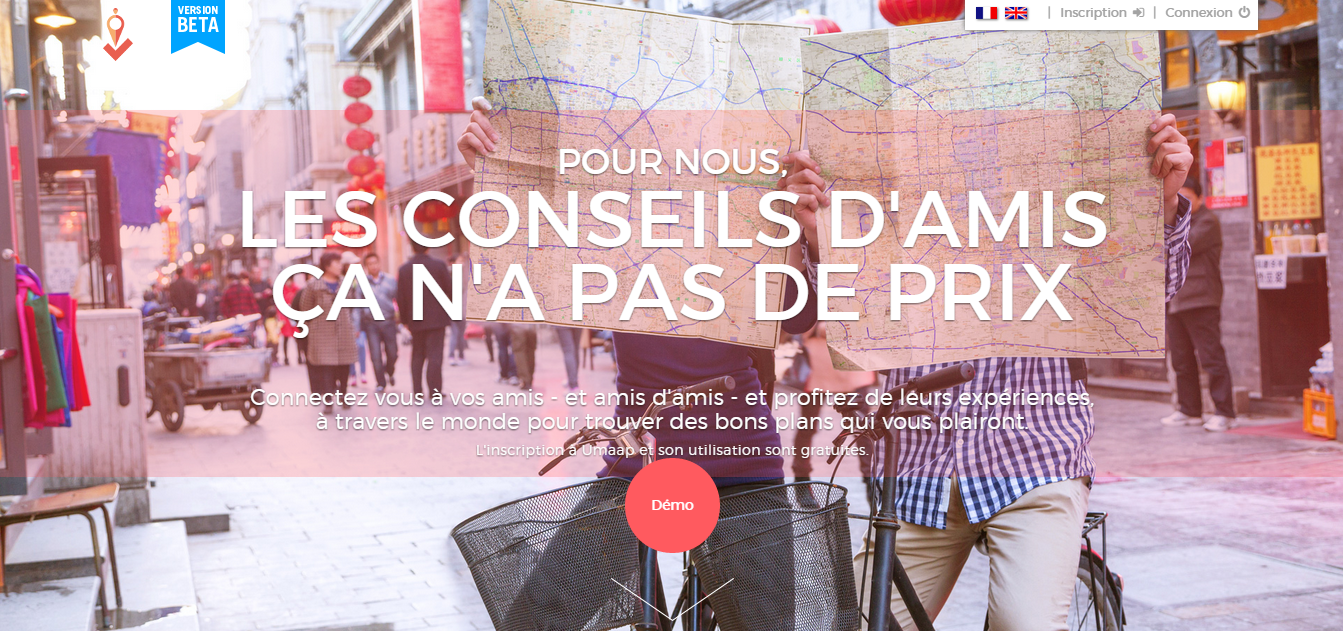 VERSION
BETA
| Inscription | Connexion
POUR NOUS,
LES CONSEILS D'AMIS
ÇA N'A PAS DE PRIX
Connectez vous à vos amis - et amis d'amis - et profitez de leurs expériences,
à travers le monde pour trouver des bons plans qui vous plairont.
L'inscription à Umaap et son utilisation sont gratuites.
Démo